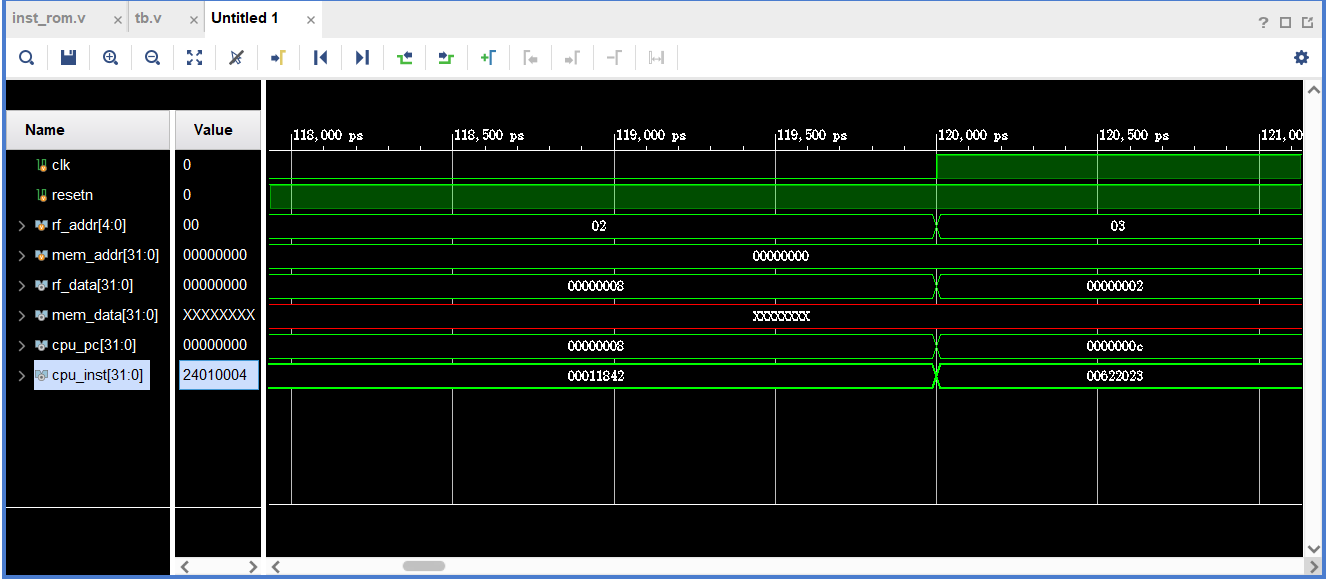 inst_rom.v × tb.v × Untitled 1 ×
?
Name Value
118,000 ps 118,500 ps 119,000 ps 119,500 ps 120,000 ps 120,500 ps 121,00
clk 0
resetn 0
rf_addr[4:0] 00 02 03
mem_addr[31:0] 00000000 00000000
rf_data[31:0] 00000000 00000008 00000002
mem_data[31:0] XXXXXXXX XXXXXXXX
cpu_pc[31:0] 00000000 00000008 0000000c
cpu_inst[31:0] 24010004 00011842 00622023